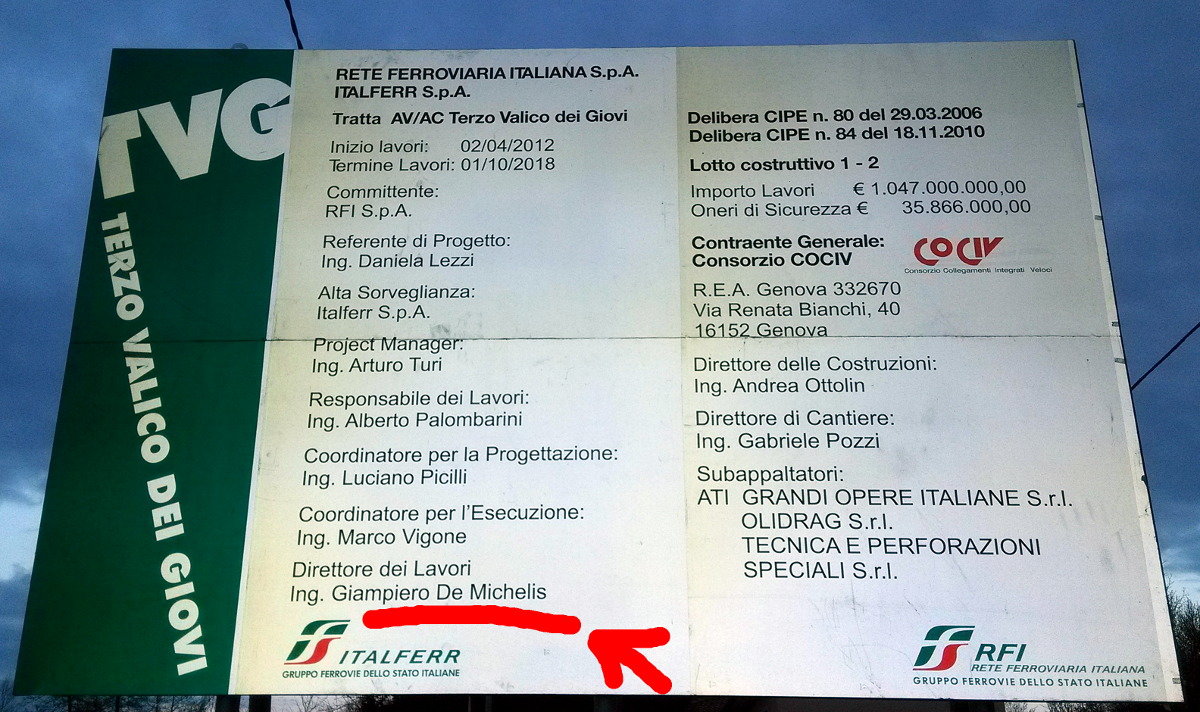 TVG
TERZO VALICO DEI GIOVI
RETE FERROVIARIA ITALIANA S.p.A.
ITALFERR S.p.A.
Tratta AV/AC Terzo Valico dei Giovi
Inizio lavori: 02/04/2012
Termine Lavori: 01/10/2018
Committente:
RFI S.p.A.
Referente di Progetto:
Ing. Daniela Lezzi
Alta Sorveglianza:
Italferr S.p.A.
Project Manager:
Ing. Arturo Turi
Responsabile dei Lavori:
Ing. Alberto Palombarini
Coordinatore per la Progettazione:
Ing. Luciano Picilli
Coordinatore per l'Esecuzione:
Ing. Marco Vigone
Direttore dei Lavori
Ing. Giampiero De Michelis
ITALFERR
GRUPPO FERROVIE DELLO STATO ITALIANE
Delibera CIPE n. 80 del 29.03.2006
Delibera CIPE n. 84 del 18.11.2010
Lotto costruttivo 1 - 2
Importo Lavori € 1.047.000.000,00
Oneri di Sicurezza € 35.866.000,00
Contraente Generale:
Consorzio COCIV
COCIV
Consorzio Collegamenti Integrati Veloci
R.E.A. Genova 332670
Via Renata Bianchi, 40
16152 Genova
Direttore delle Costruzioni:
Ing. Andrea Ottolin
Direttore di Cantiere:
Ing. Gabriele Pozzi
Subappaltatori:
ATI GRANDI OPERE ITALIANE S.r.l.
OLIDRAG S.r.l.
TECNICA E PERFORAZIONI
SPECIALI S.r.l.
RFI
RETE FERROVIARIA ITALIANA
GRUPPO FERROVIE DELLO STATO ITALIANE